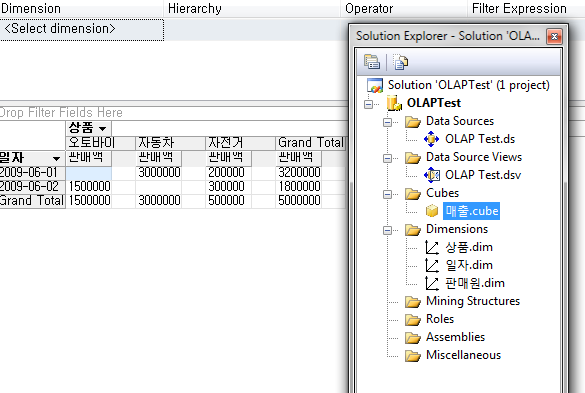 Dimension Hierarchy Operator Filter Expression
<Select dimension>
Drop Filter Fields Here
상품
오토바이 자동차 자전거 Grand Total
일자 판매액 판매액 판매액 판매액
2009-06-01 3000000 200000 3200000
2009-06-02 1500000 300000 1800000
Grand Total 1500000 3000000 500000 5000000
Solution Explorer - Solution 'OLA...
Solution 'OLAPTest' (1 project)
OLAPTest
Data Sources
OLAP Test.ds
Data Source Views
OLAP Test.dsv
Cubes
매출.cube
Dimensions
상품.dim
일자.dim
판매원.dim
Mining Structures
Roles
Assemblies
Miscellaneous